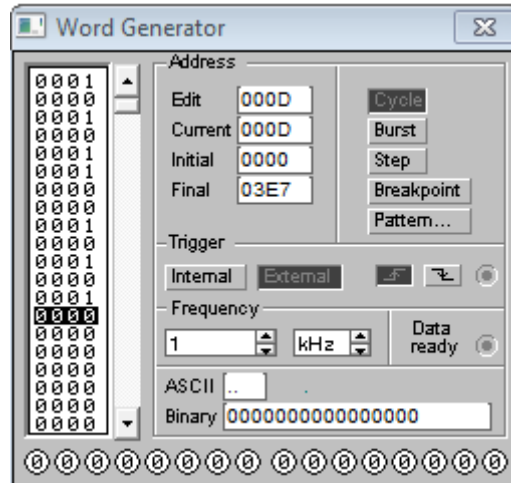 Word Generator
0001
0000
0001
0000
0001
0001
0000
0000
0001
0000
0001
0000
0001
0000
0000
0000
0000
0000
0000
0000
Address
Edit 000D
Current 000D
Initial 0000
Final 03E7
Cycle
Burst
Step
Breakpoint
Pattern...
Trigger
Internal External
Frequency
1 kHz
Data
ready
ASCII .. .
Binary 0000000000000000
0 0 0 0 0 0 0 0 0 0 0 0 0 0 0 0